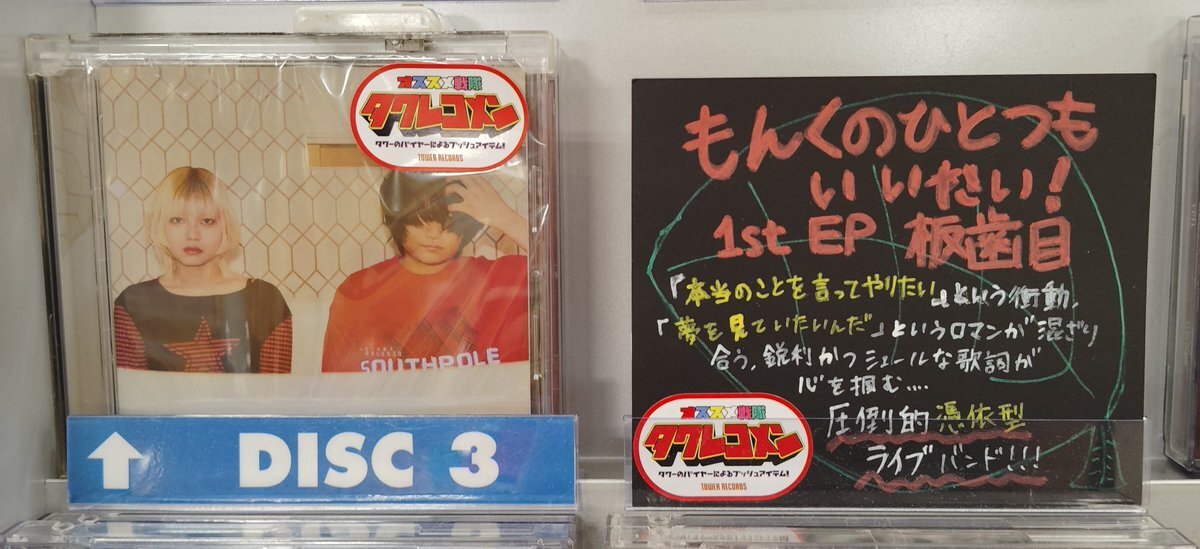 オススメ戦隊
タワレコメン
タワーのバイヤーによるプッシュアイテム!
TOWER RECORDS
SOUTHPOLE
DISC 3
もんくのひとつも
いいたい!
1st EP 板歯目
「本当のことを言ってやりたい」という衝動、
「夢を見ていたいんだ」というロマンが混ざり
合う、鋭利かつシュールな歌詞が
心を掴む....
圧倒的憑依型
ライブバンド!!!
オススメ戦隊
タワレコメン
タワーのバイヤーによるプッシュアイテム!
TOWER RECORDS